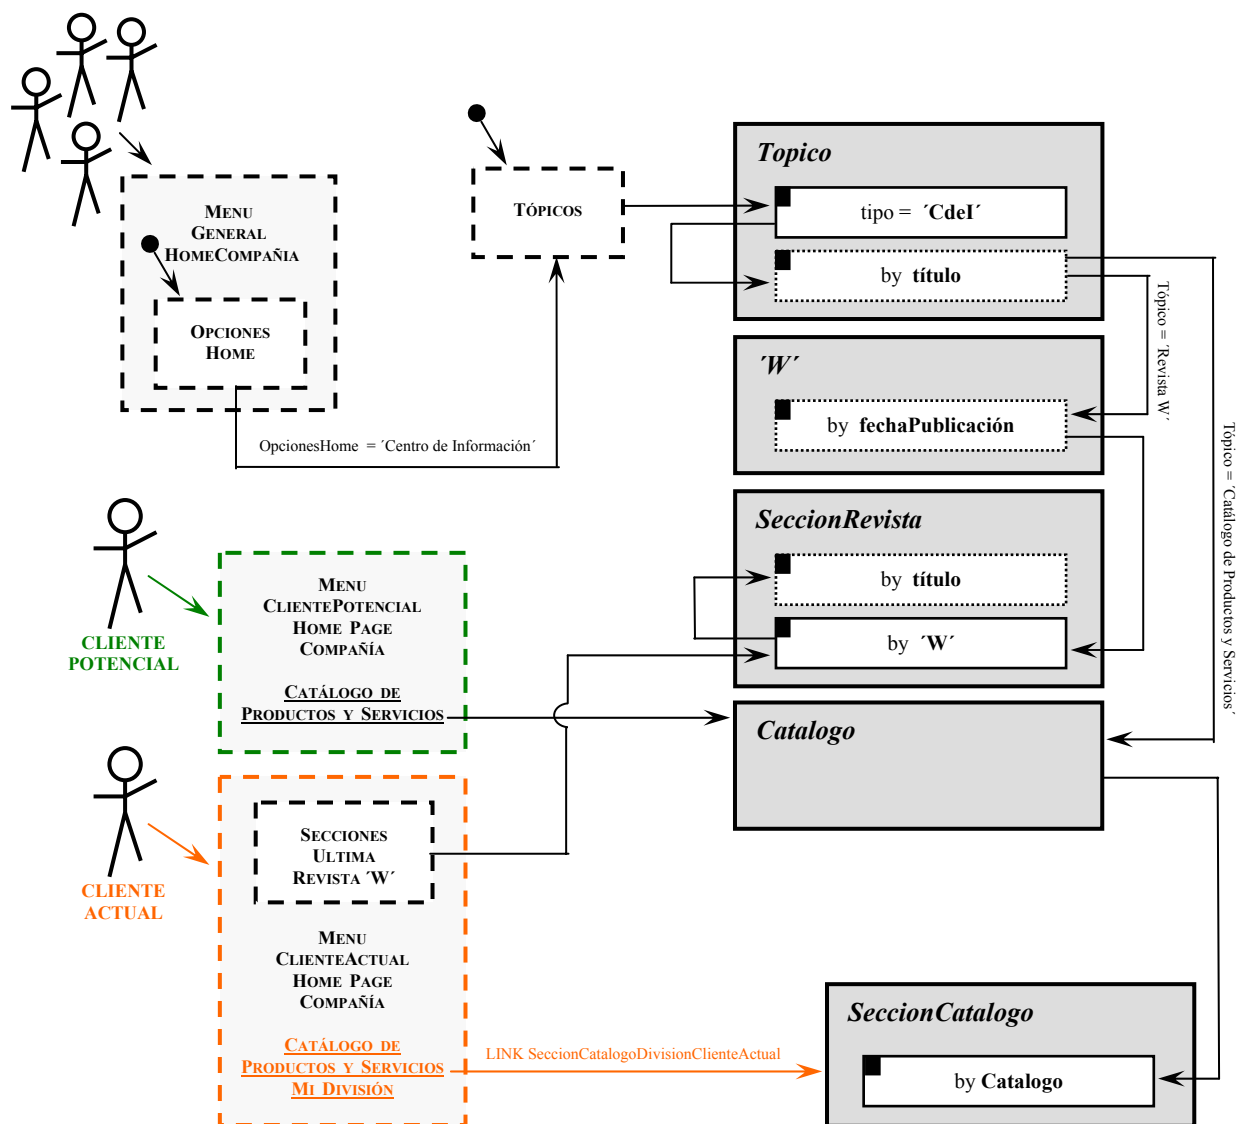 MENU
GENERAL
HOMECOMPAÑIA
OPCIONES
HOME
TÓPICOS
OpcionesHome = ´Centro de Información´
Topico
tipo = ´CdeI´
by título
Tópico = ´Revista W´
Tópico = ´Catálogo de Productos y Servicios´
´W´
by fechaPublicación
SeccionRevista
by título
by ´W´
Catalogo
CLIENTE
POTENCIAL
MENU
CLIENTEPOTENCIAL
HOME PAGE
COMPAÑÍA
CATÁLOGO DE
PRODUCTOS Y SERVICIOS
CLIENTE
ACTUAL
SECCIONES
ULTIMA
REVISTA ´W´
MENU
CLIENTEACTUAL
HOME PAGE
COMPAÑÍA
CATÁLOGO DE
PRODUCTOS Y SERVICIOS
MI DIVISIÓN
LINK SeccionCatalogoDivisionClienteActual
SeccionCatalogo
by Catalogo